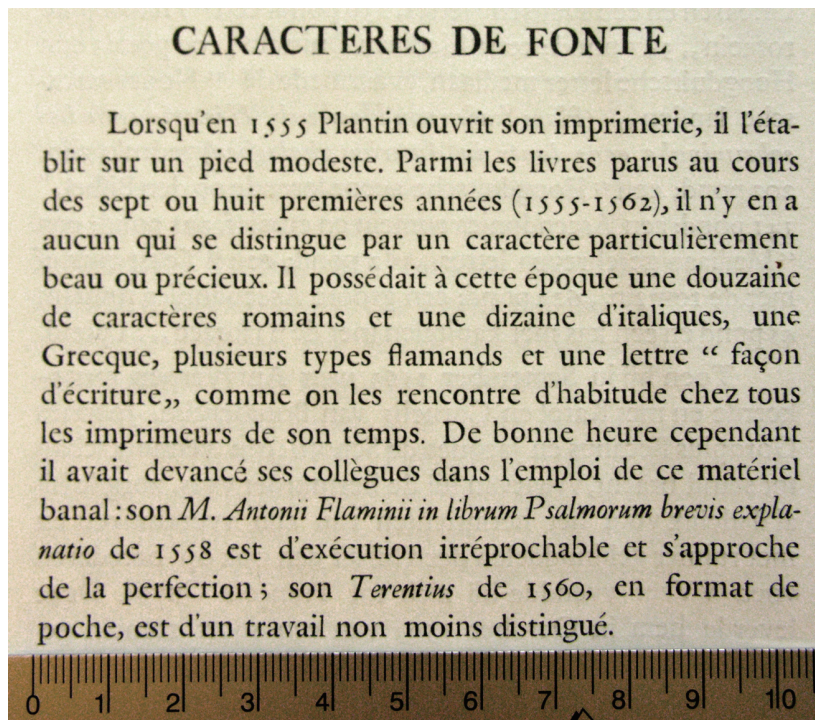 CARACTERES DE FONTE
Lorsqu'en 1555 Plantin ouvrit son imprimerie, il l'éta-
blit sur un pied modeste. Parmi les livres parus au cours
des sept ou huit premières années (1555-1562), il n'y en a
aucun qui se distingue par un caractère particulièrement
beau ou précieux. Il possédait à cette époque une douzaine
de caractères romains et une dizaine d'italiques, une
Grecque, plusieurs types flamands et une lettre “ façon
d'écriture„ comme on les rencontre d'habitude chez tous
les imprimeurs de son temps. De bonne heure cependant
il avait devancé ses collègues dans l'emploi de ce matériel
banal : son M. Antonii Flaminii in librum Psalmorum brevis expla-
natio de 1558 est d'exécution irréprochable et s'approche
de la perfection ; son Terentius de 1560, en format de
poche, est d'un travail non moins distingué.
0 1 2 3 4 5 6 7 8 9 10